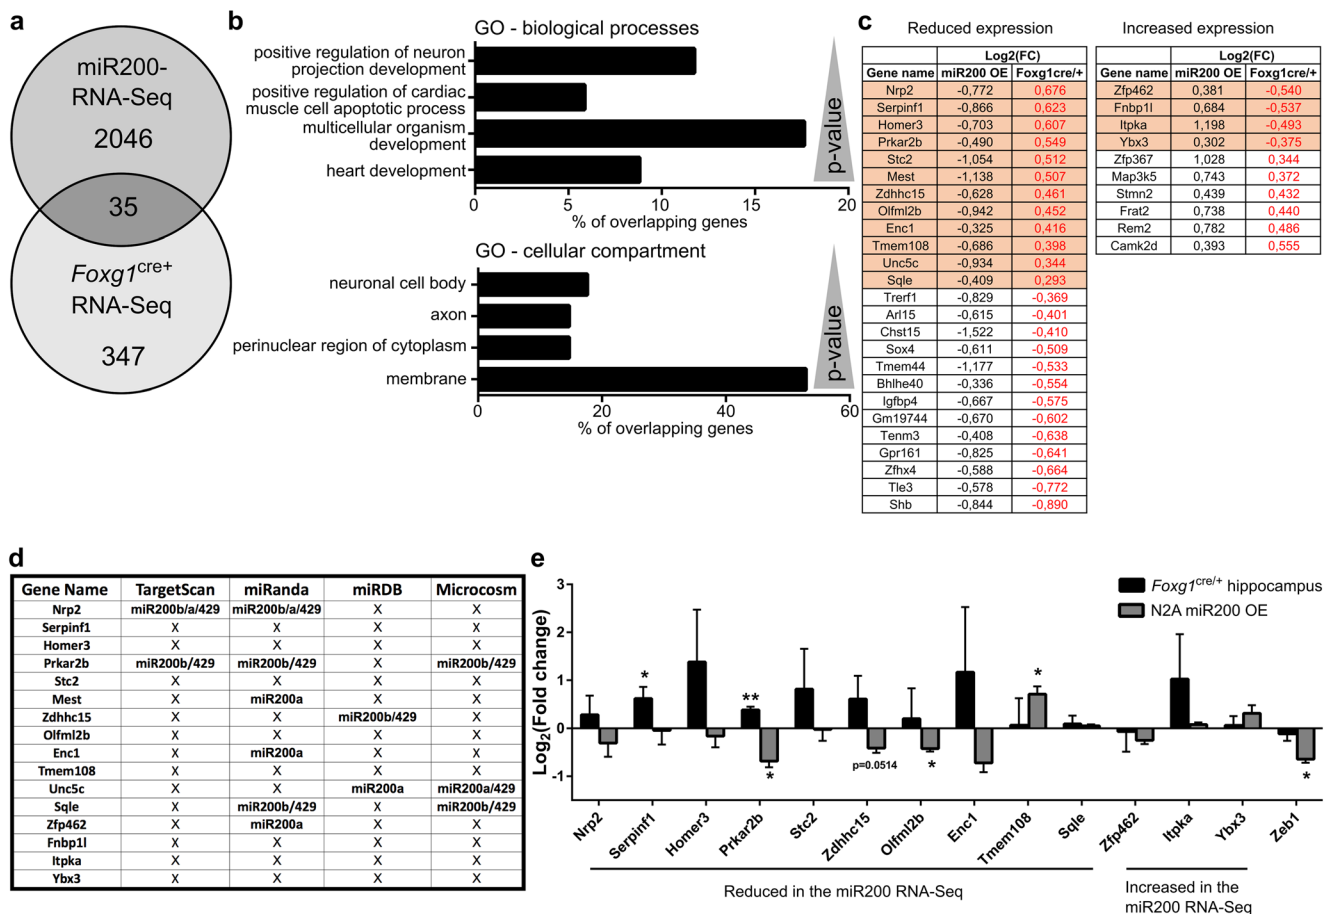 a
miR200-
RNA-Seq
2046
35
Foxg1cre+
RNA-Seq
347
b
GO - biological processes
positive regulation of neuron
projection development
positive regulation of cardiac
muscle cell apoptotic process
multicellular organism
development
heart development
0 5 10 15 20
% of overlapping genes
p-value
GO - cellular compartment
neuronal cell body
axon
perinuclear region of cytoplasm
membrane
0 20 40 60
% of overlapping genes
p-value
c
Reduced expression
Log2(FC)
Gene name miR200 OE Foxg1cre/+
Nrp2 -0,772 0,676
Serpinf1 -0,866 0,623
Homer3 -0,703 0,607
Prkar2b -0,490 0,549
Stc2 -1,054 0,512
Mest -1,138 0,507
Zdhhc15 -0,628 0,461
Olfml2b -0,942 0,452
Enc1 -0,325 0,416
Tmem108 -0,686 0,398
Unc5c -0,934 0,344
Sqle -0,409 0,293
Trerf1 -0,829 -0,369
Arl15 -0,615 -0,401
Chst15 -1,522 -0,410
Sox4 -0,611 -0,509
Tmem44 -1,177 -0,533
Bhlhe40 -0,336 -0,554
Igfbp4 -0,667 -0,575
Gm19744 -0,670 -0,602
Tenm3 -0,408 -0,638
Gpr161 -0,825 -0,641
Zfhx4 -0,588 -0,664
Tle3 -0,578 -0,772
Shb -0,844 -0,890
Increased expression
Log2(FC)
Gene name miR200 OE Foxg1cre/+
Zfp462 0,381 -0,540
Fnbp1l 0,684 -0,537
Itpka 1,198 -0,493
Ybx3 0,302 -0,375
Zfp367 1,028 0,344
Map3k5 0,743 0,372
Stmn2 0,439 0,432
Frat2 0,738 0,440
Rem2 0,782 0,486
Camk2d 0,393 0,555
d
Gene Name TargetScan miRanda miRDB Microcosm
Nrp2 miR200b/a/429 miR200b/a/429 X X
Serpinf1 X X X X
Homer3 X X X X
Prkar2b miR200b/429 miR200b/429 X miR200b/429
Stc2 X X X X
Mest X miR200a X X
Zdhhc15 X X miR200b/429 X
Olfml2b X X X X
Enc1 X miR200a X X
Tmem108 X X X X
Unc5c X X miR200a miR200a/429
Sqle X miR200b/429 X miR200b/429
Zfp462 X miR200a X X
Fnbp1l X X X X
Itpka X X X X
Ybx3 X X X X
e
Log2(Fold change)
3
2
1
0
-1
Foxg1cre/+ hippocampus
N2A miR200 OE
* ** * p=0.0514 * * *
Nrp2 Serpinf1 Homer3 Prkar2b Stc2 Zdhhc15 Olfml2b Enc1 Tmem108 Sqle Zfp462 Itpka Ybx3 Zeb1
Reduced in the miR200 RNA-Seq
Increased in the
miR200 RNA-Seq